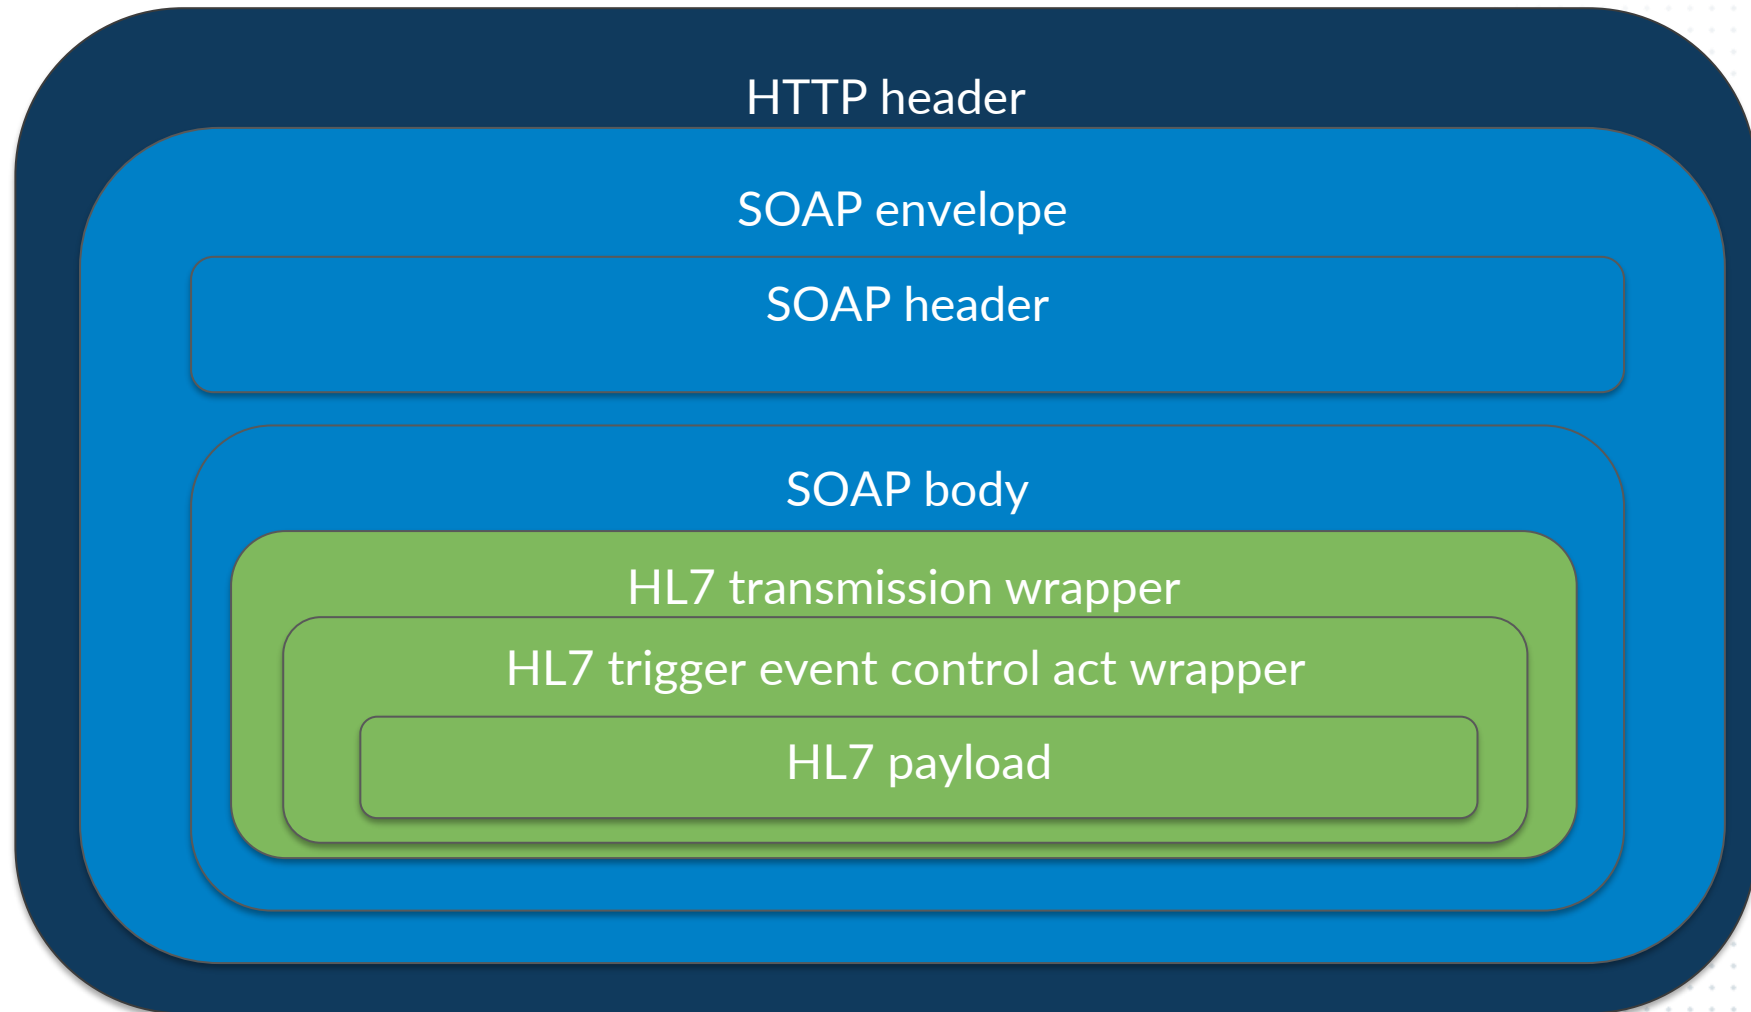 HTTP header
SOAP envelope
SOAP header
SOAP body
HL7 transmission wrapper
HL7 trigger event control act wrapper
HL7 payload